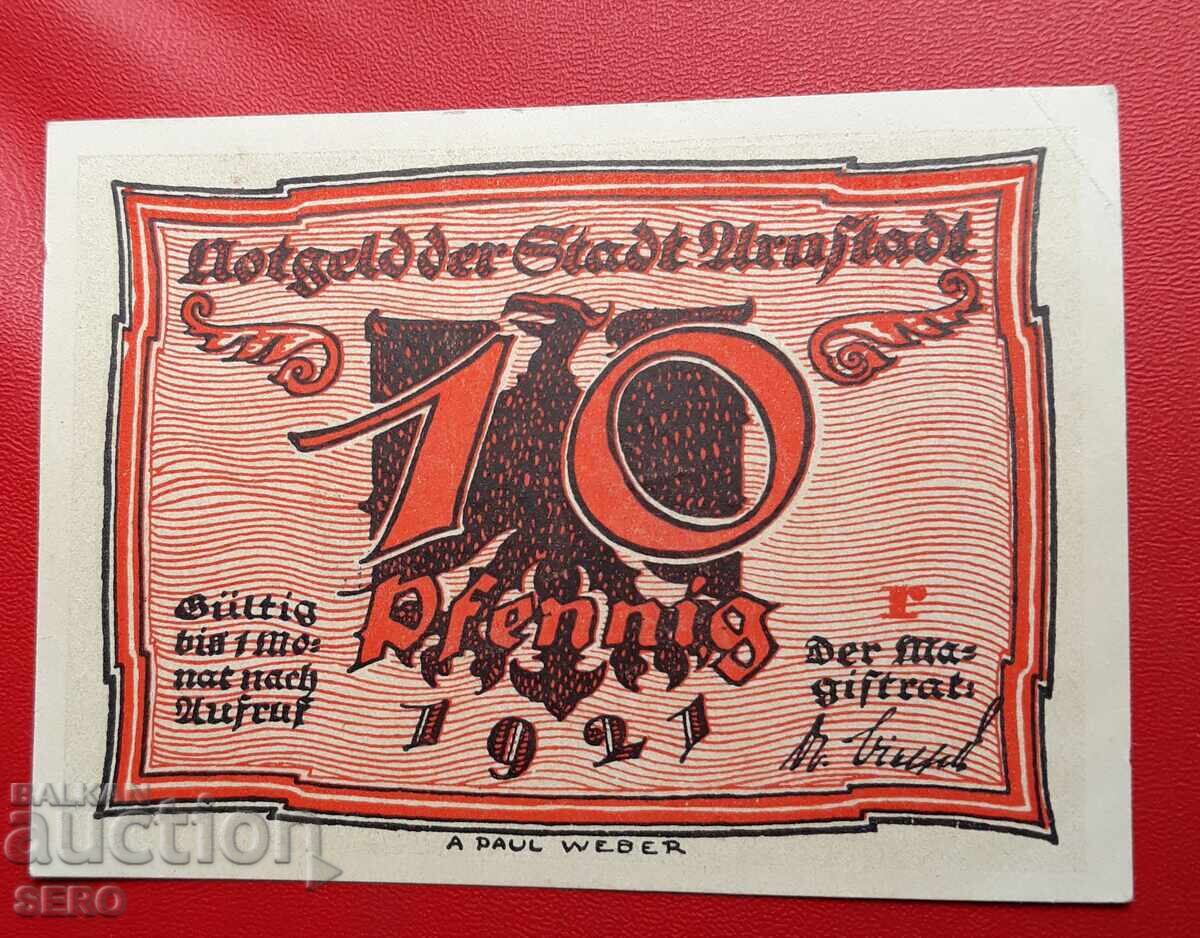 Notgeld der Stadt Arnstadt
10
Pfennig
1921
Gültig
bis 1 Mo-
nat nach
Aufruf
r
Der Ma-
gistrat:
A PAUL WEBER
BALKAN
auction
SERO